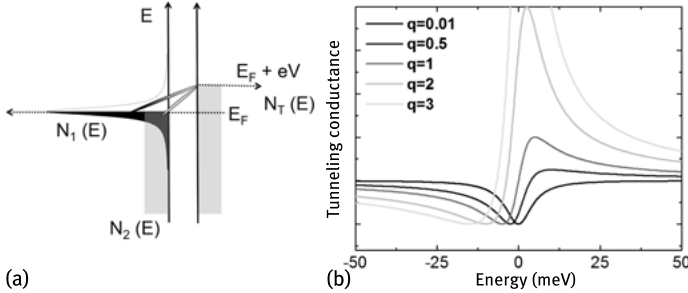 E
E_F + eV
N_T (E)
E_F
N_1 (E)
N_2 (E)
(a)
q=0.01
q=0.5
q=1
q=2
q=3
Tunneling conductance
-50 -25 0 25 50
Energy (meV)
(b)